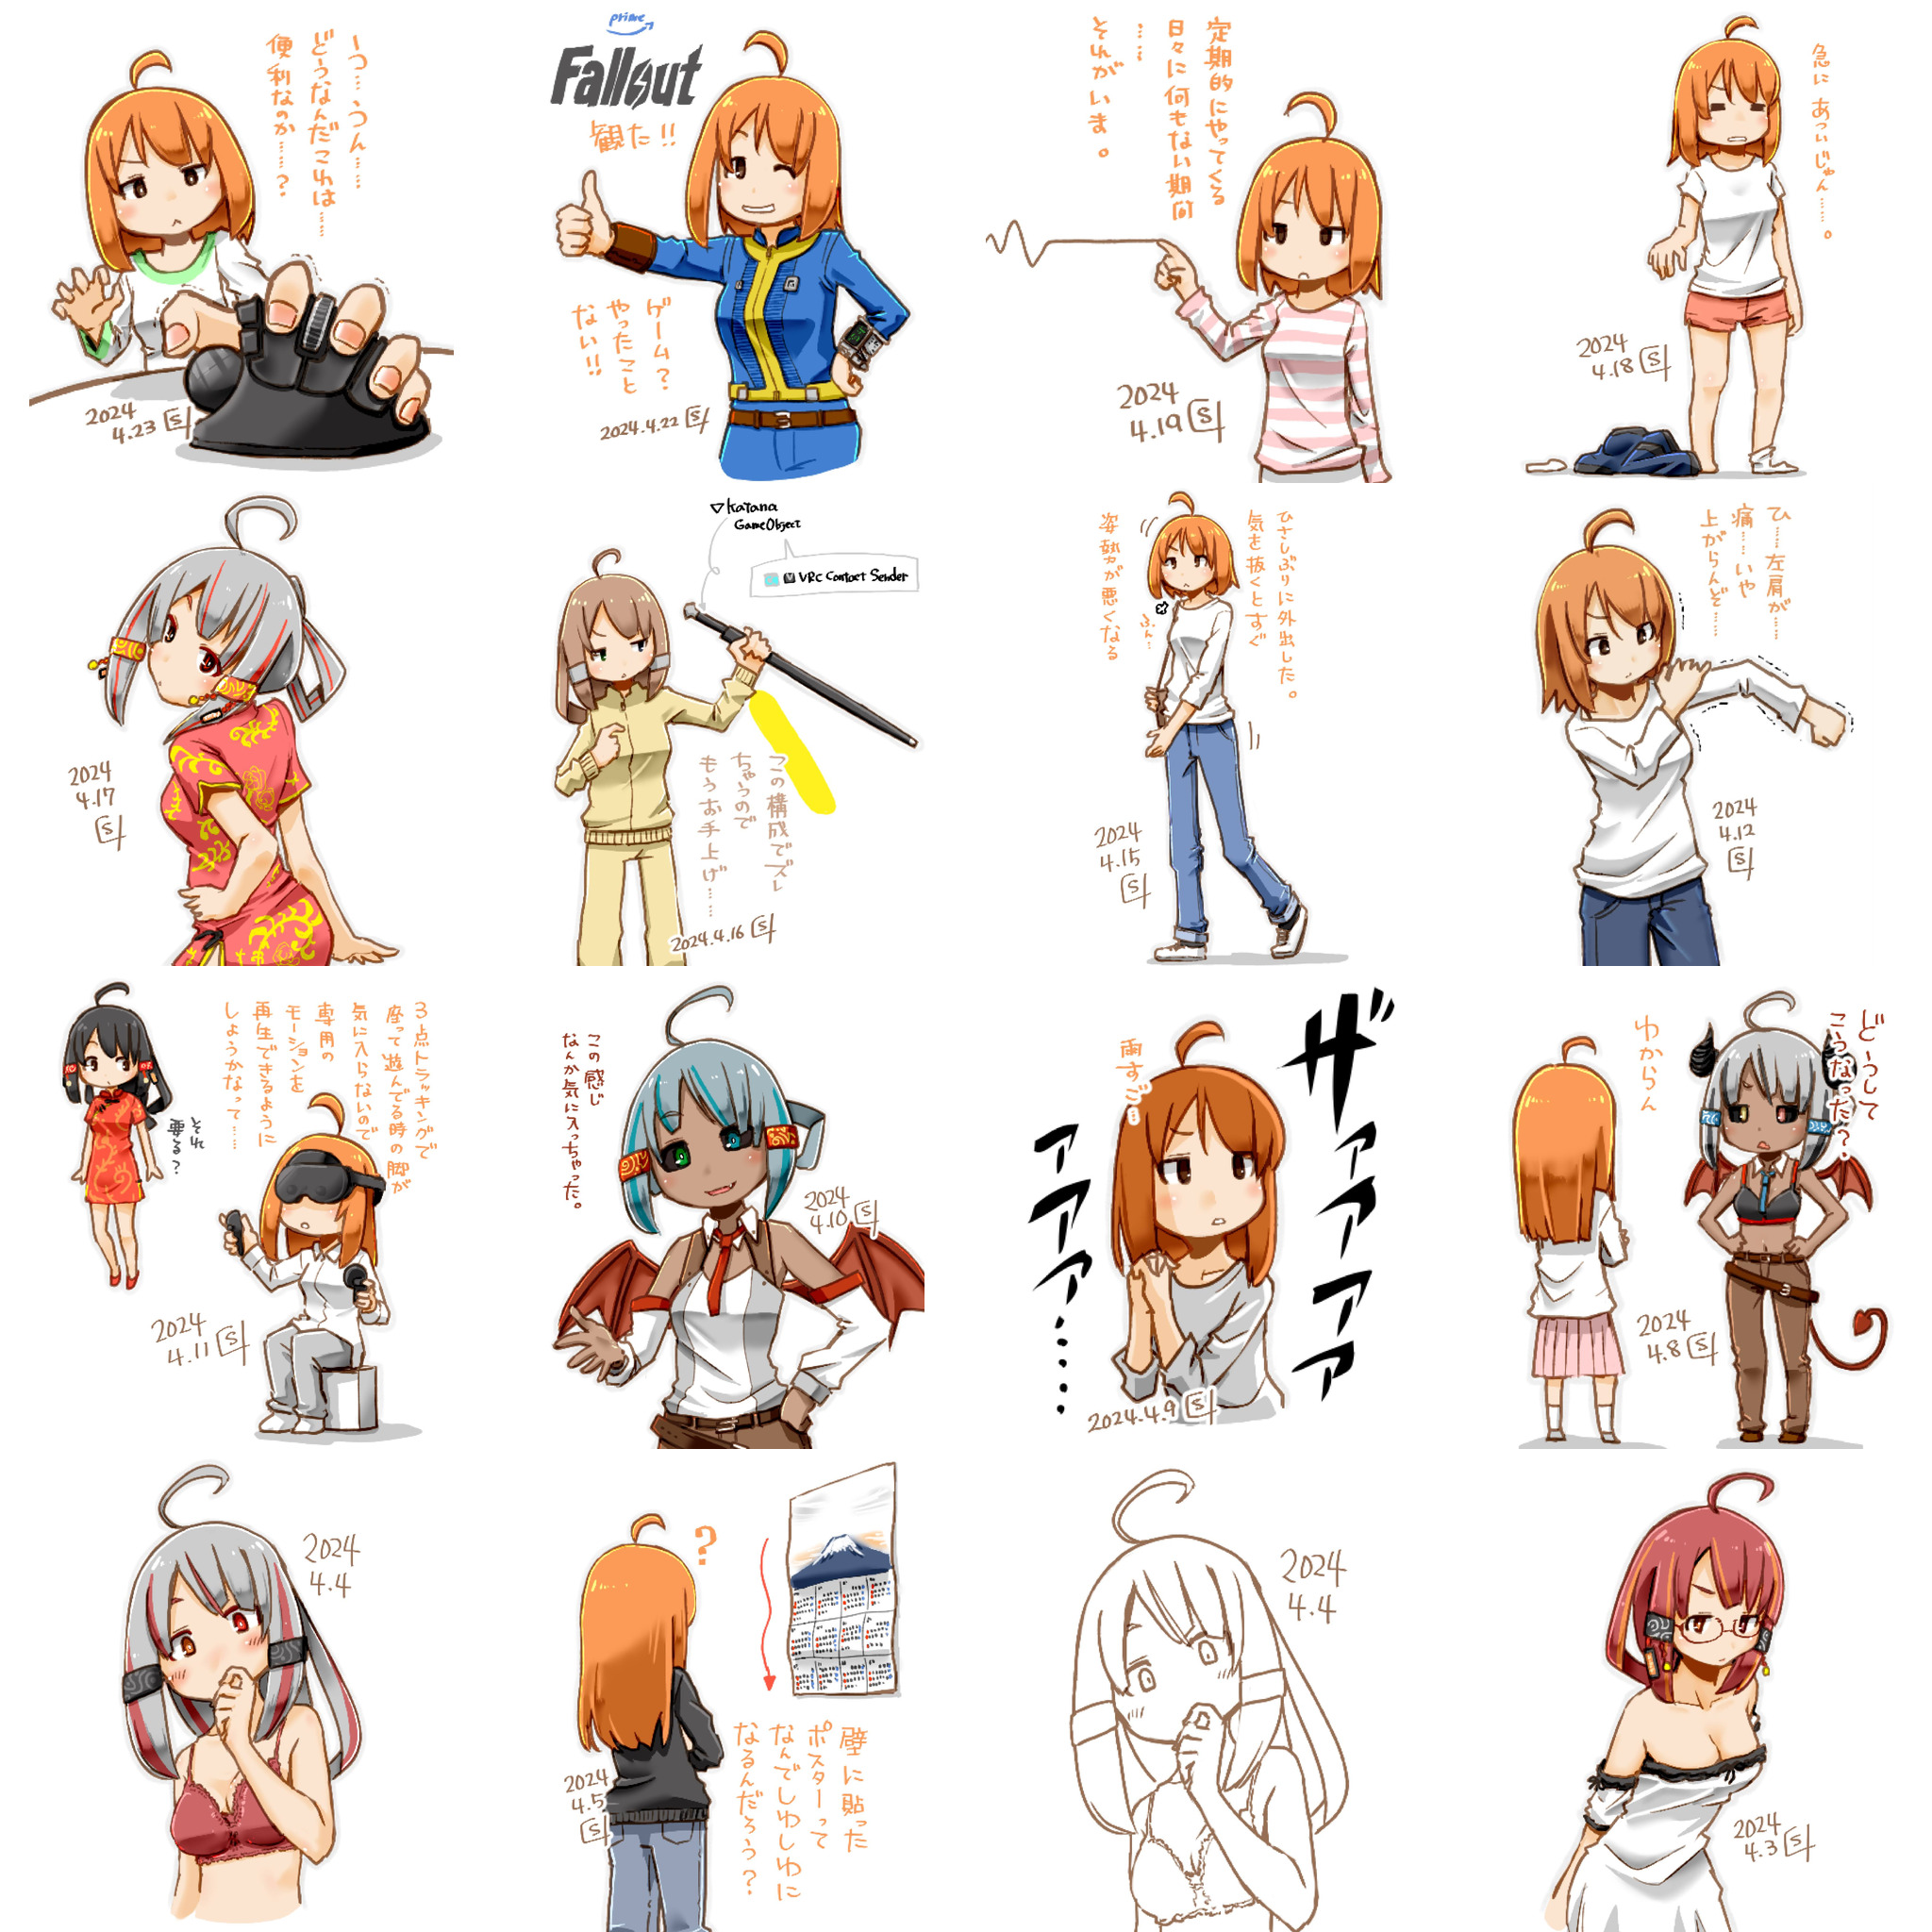 うっ…うん……
どうなんだこれは……
便利なのか……？
2024
4.23
prime
Fallout
観た!!
ゲーム？
やったこと
ない!!
2024.4.22
定期的にやってくる
日々に何もない期間
……
それがいま。
2024
4.19
急に あついじゃん……。
2024
4.18
2024
4.17
▽Katana
GameObject
VRC Contact Sender
この構成でズレ
ちゃうので
もうお手上げ……
2024.4.16
ひさしぶりに外出した。
気を抜くとすぐ
姿勢が悪くなる
ふん…
2024
4.15
ひ……左肩が…
痛……いや
上がらんぞ……
2024
4.12
3点トラッキングで
座って遊んでる時の脚が
気に入らないので
専用の
モーションを
再生できるように
しようかなって……
それ
要る？
2024
4.11
この感じ
なんか気に入っちゃった。
2024
4.10
雨すご…
ザァァァァ
アアアァ……
2024.4.9
どうして
こうなった？
わからん
2024
4.8
2024
4.4
？
壁に貼った
ポスターって
なんでしわしわに
なるんだろう？
2024
4.5
2024
4.4
2024
4.3